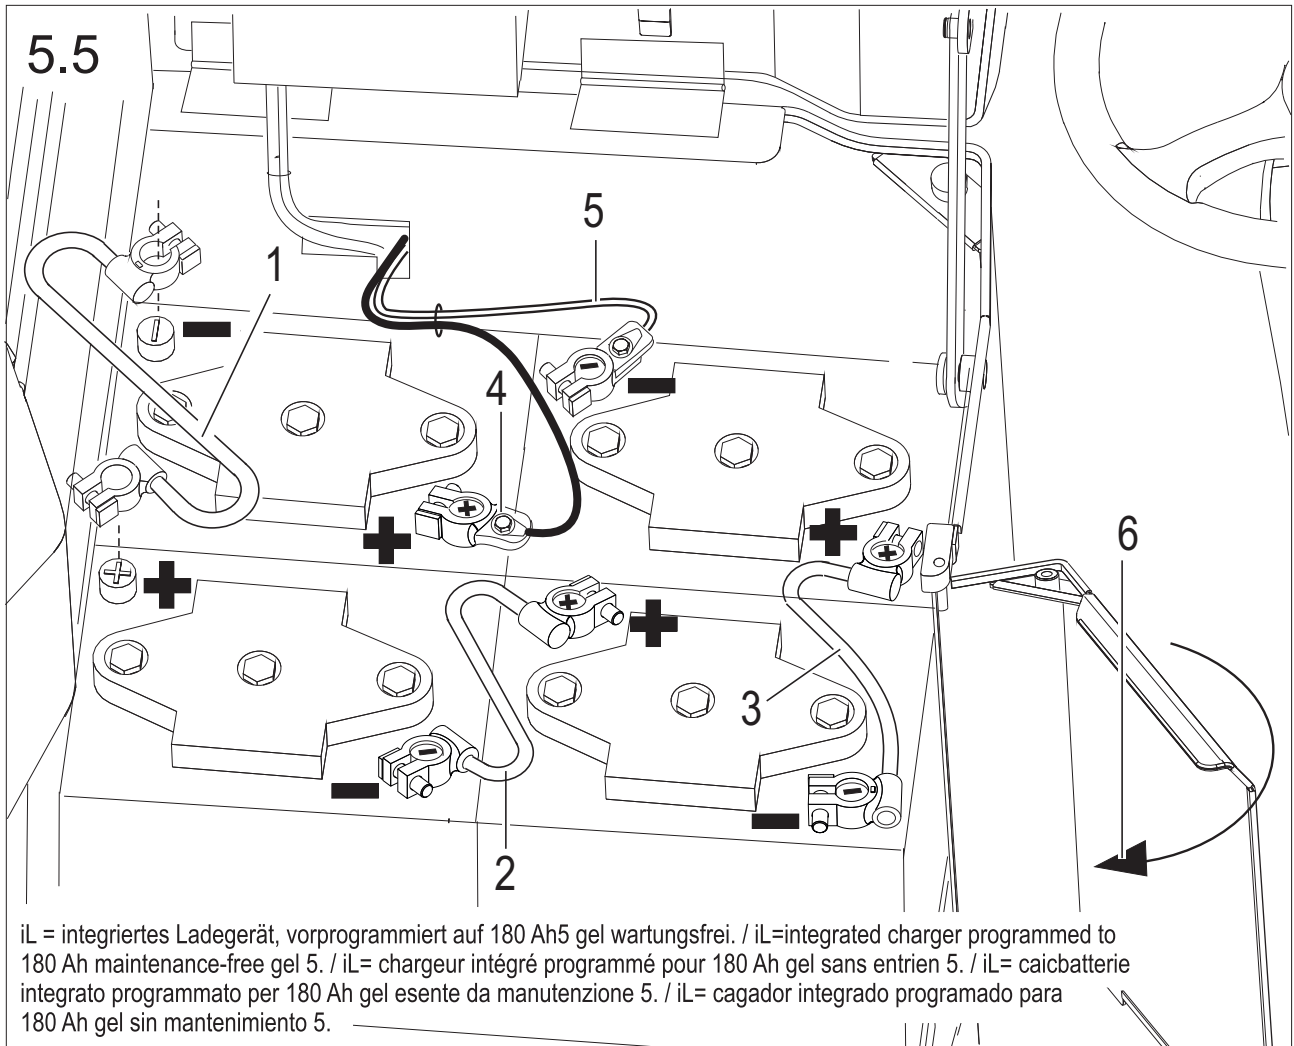 5.5
5
1
4
6
3
2
iL = integriertes Ladegerät, vorprogrammiert auf 180 Ah5 gel wartungsfrei. / iL=integrated charger programmed to
180 Ah maintenance-free gel 5. / iL= chargeur intégré programmé pour 180 Ah gel sans entrien 5. / iL= caicbatterie
integrato programmato per 180 Ah gel esente da manutenzione 5. / iL= cagador integrado programado para
180 Ah gel sin mantenimiento 5.